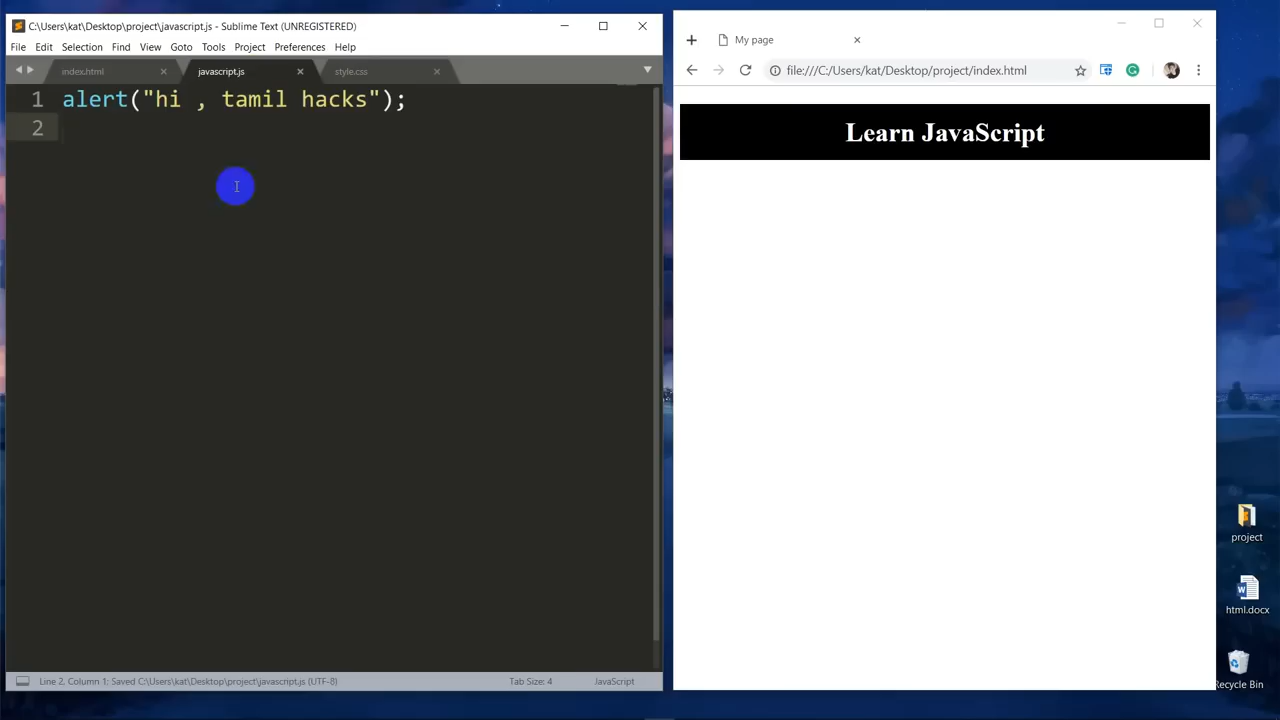 C:\Users\kat\Desktop\project\javascript.js - Sublime Text (UNREGISTERED)
File Edit Selection Find View Goto Tools Project Preferences Help
index.html javascript.js style.css
1 alert("hi , tamil hacks");
2
Line 2, Column 1: Saved C:\Users\kat\Desktop\project\javascript.js (UTF-8) Tab Size: 4 JavaScript
My page
file:///C:/Users/kat/Desktop/project/index.html
Learn JavaScript
project
html.docx
Recycle Bin